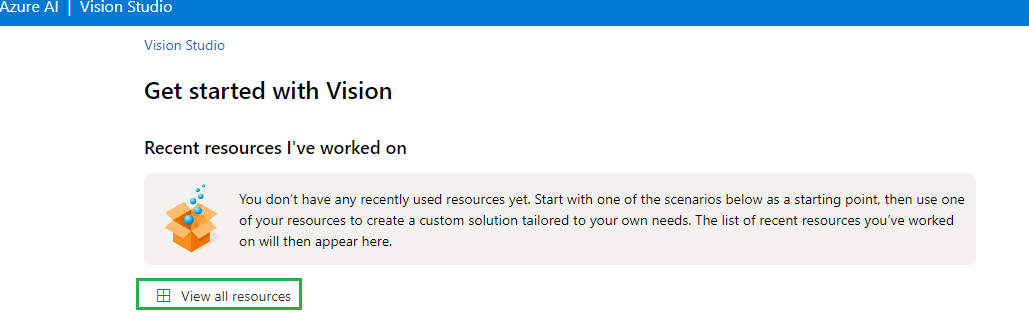 Azure AI | Vision Studio
Vision Studio
Get started with Vision
Recent resources I've worked on
You don’t have any recently used resources yet. Start with one of the scenarios below as a starting point, then use one
of your resources to create a custom solution tailored to your own needs. The list of recent resources you’ve worked
on will then appear here.
View all resources